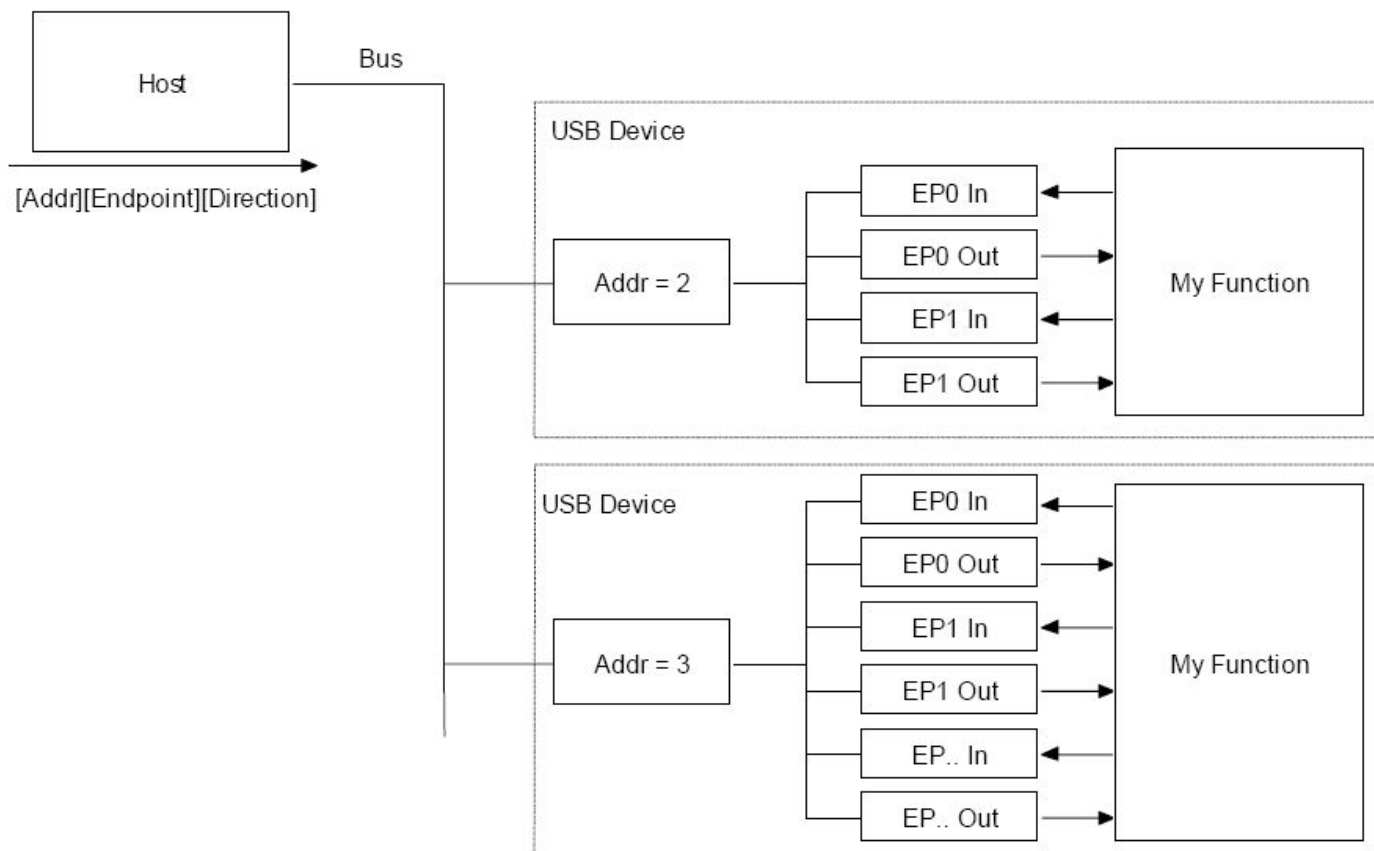 Host
Bus
[Addr][Endpoint][Direction]
USB Device
Addr = 2
EP0 In
EP0 Out
EP1 In
EP1 Out
My Function
USB Device
Addr = 3
EP0 In
EP0 Out
EP1 In
EP1 Out
EP.. In
EP.. Out
My Function